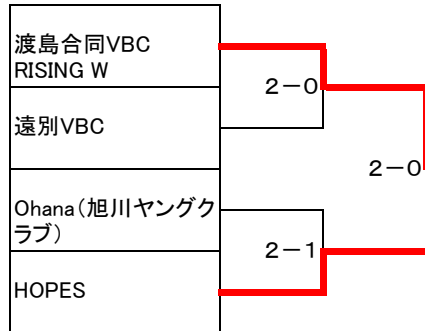 渡島合同VBC
RISING W
2－0
遠別VBC
2－0
Ohana（旭川ヤングク
ラブ）
2－1
HOPES